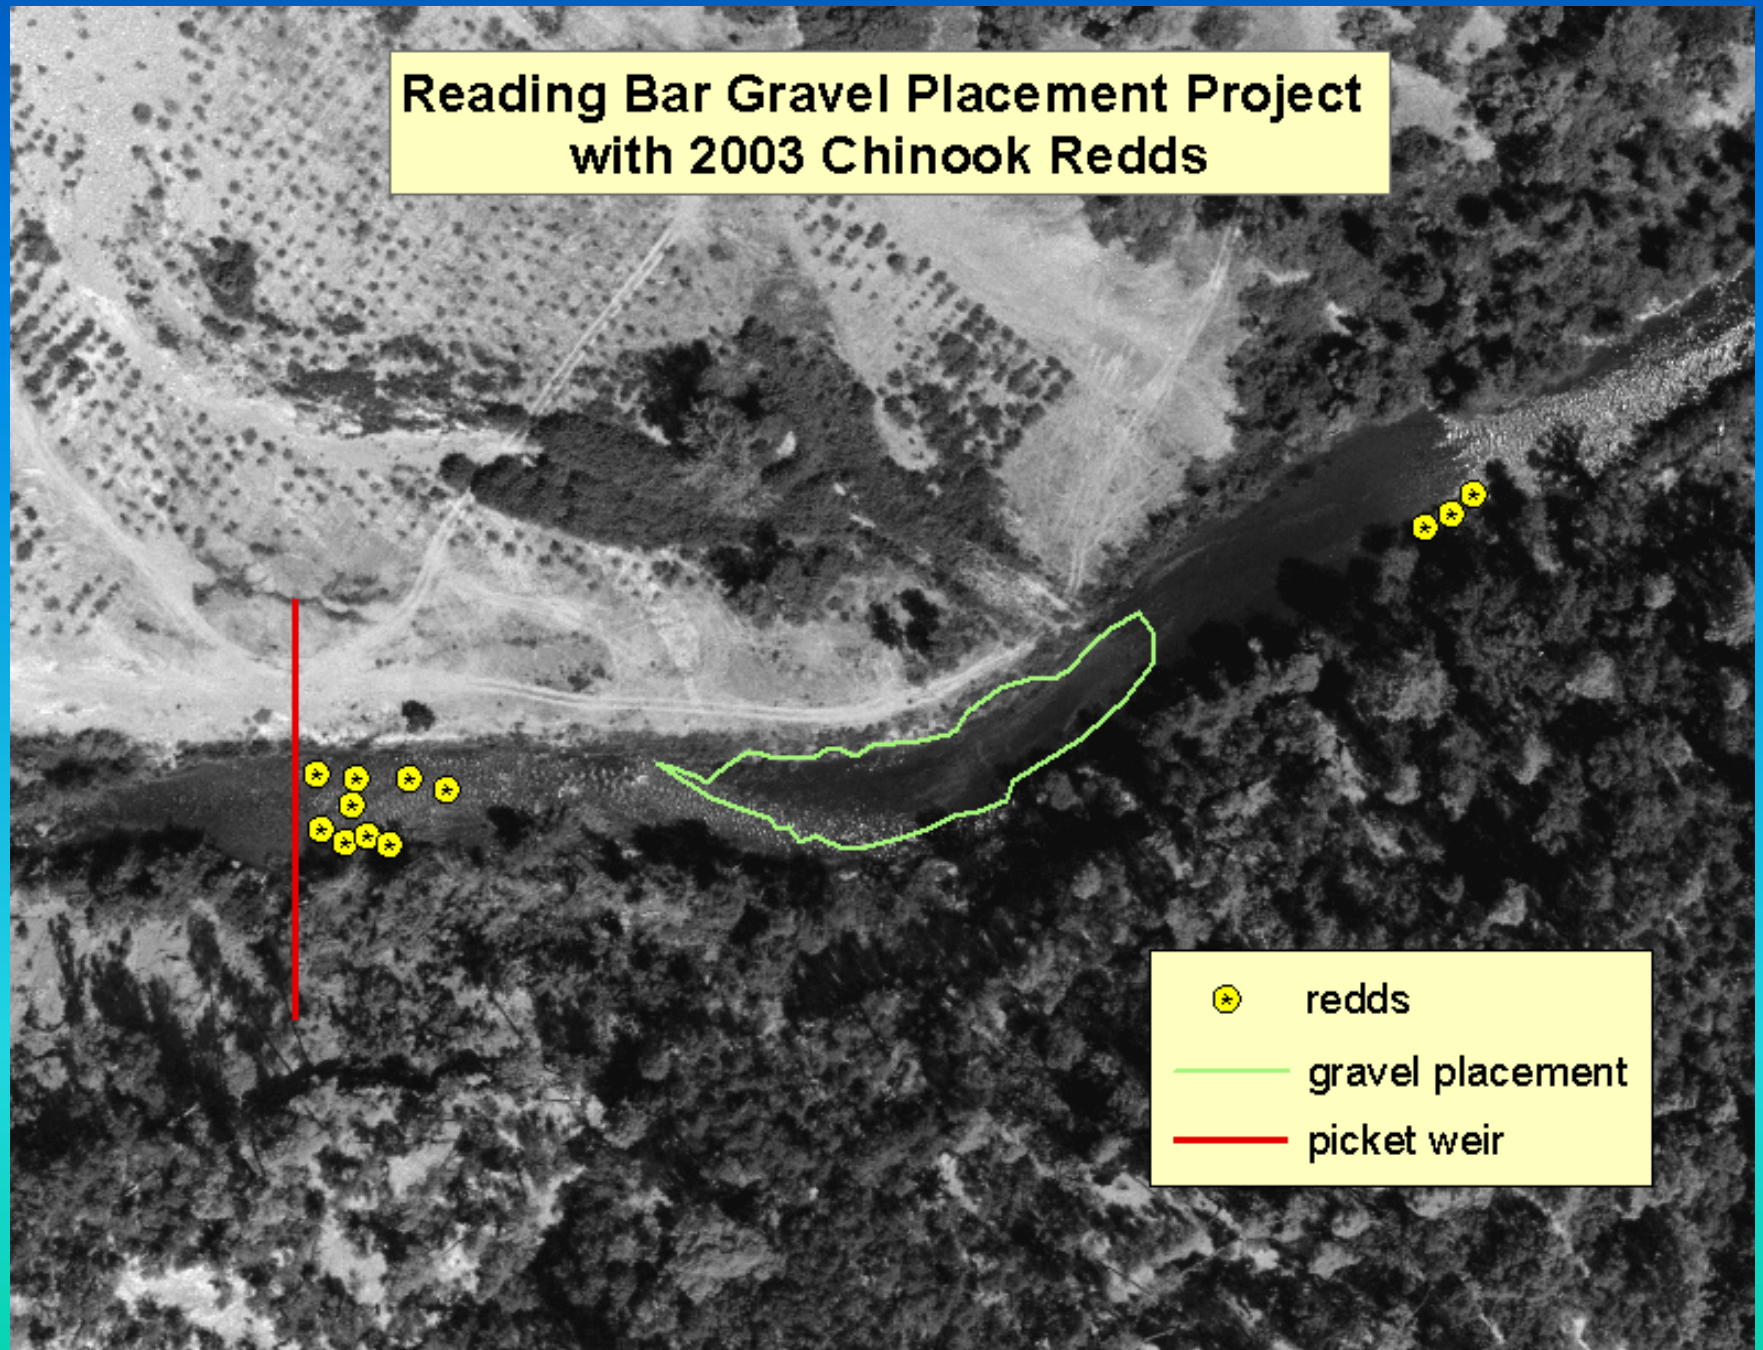 Reading Bar Gravel Placement Project
with 2003 Chinook Redds
redds
gravel placement
picket weir